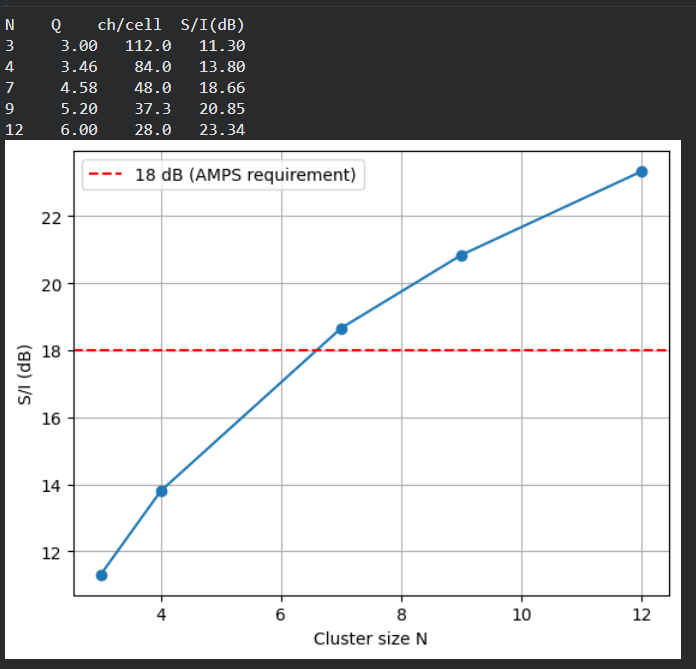 N Q ch/cell S/I(dB)
3 3.00 112.0 11.30
4 3.46 84.0 13.80
7 4.58 48.0 18.66
9 5.20 37.3 20.85
12 6.00 28.0 23.34
18 dB (AMPS requirement)
22
20
18
16
14
12
S/I (dB)
4 6 8 10 12
Cluster size N